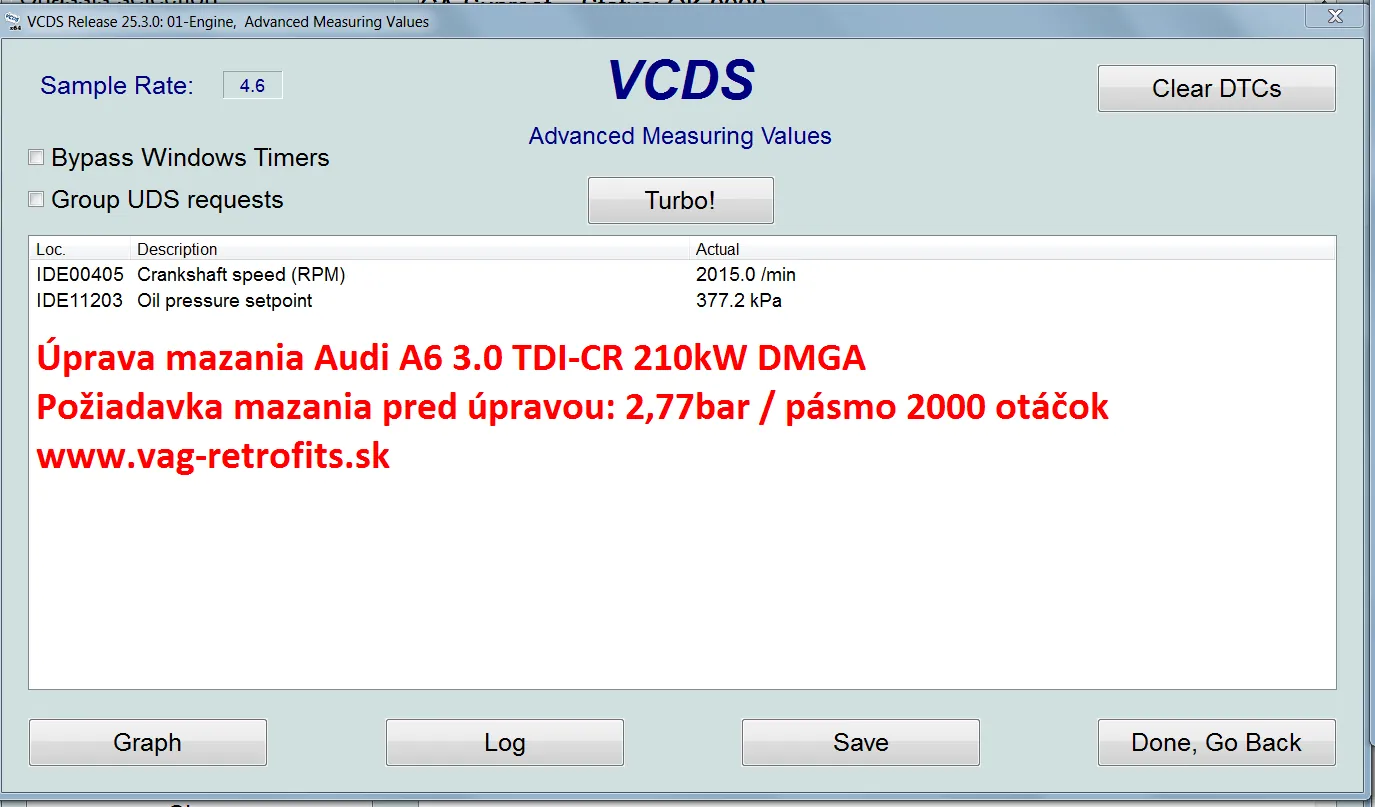 VCDS Release 25.3.0: 01-Engine, Advanced Measuring Values
Sample Rate: 4.6
VCDS
Clear DTCs
Advanced Measuring Values
Bypass Windows Timers
Group UDS requests
Turbo!
Loc. Description Actual
IDE00405 Crankshaft speed (RPM) 2015.0 /min
IDE11203 Oil pressure setpoint 377.2 kPa
Úprava mazania Audi A6 3.0 TDI-CR 210kW DMGA
Požiadavka mazania pred úpravou: 2,77bar / pásmo 2000 otáčok
www.vag-retrofits.sk
Graph Log Save Done, Go Back